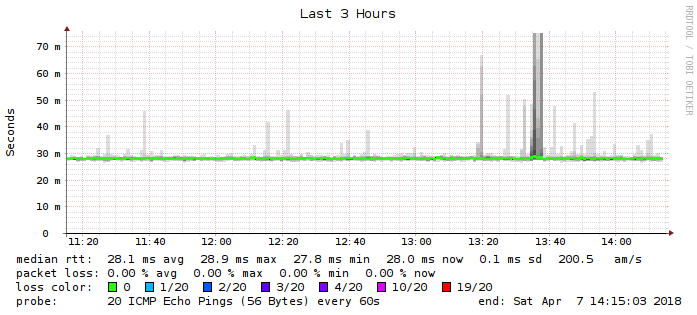 Last 3 Hours
RRDTOOL / TOBI OETIKER
Seconds
70 m
60 m
50 m
40 m
30 m
20 m
10 m
0
11:20 11:40 12:00 12:20 12:40 13:00 13:20 13:40 14:00
median rtt: 28.1 ms avg 28.9 ms max 27.8 ms min 28.0 ms now 0.1 ms sd 200.5 am/s
packet loss: 0.00 % avg 0.00 % max 0.00 % min 0.00 % now
loss color: 0 1/20 2/20 3/20 4/20 10/20 19/20
probe: 20 ICMP Echo Pings (56 Bytes) every 60s end: Sat Apr 7 14:15:03 2018